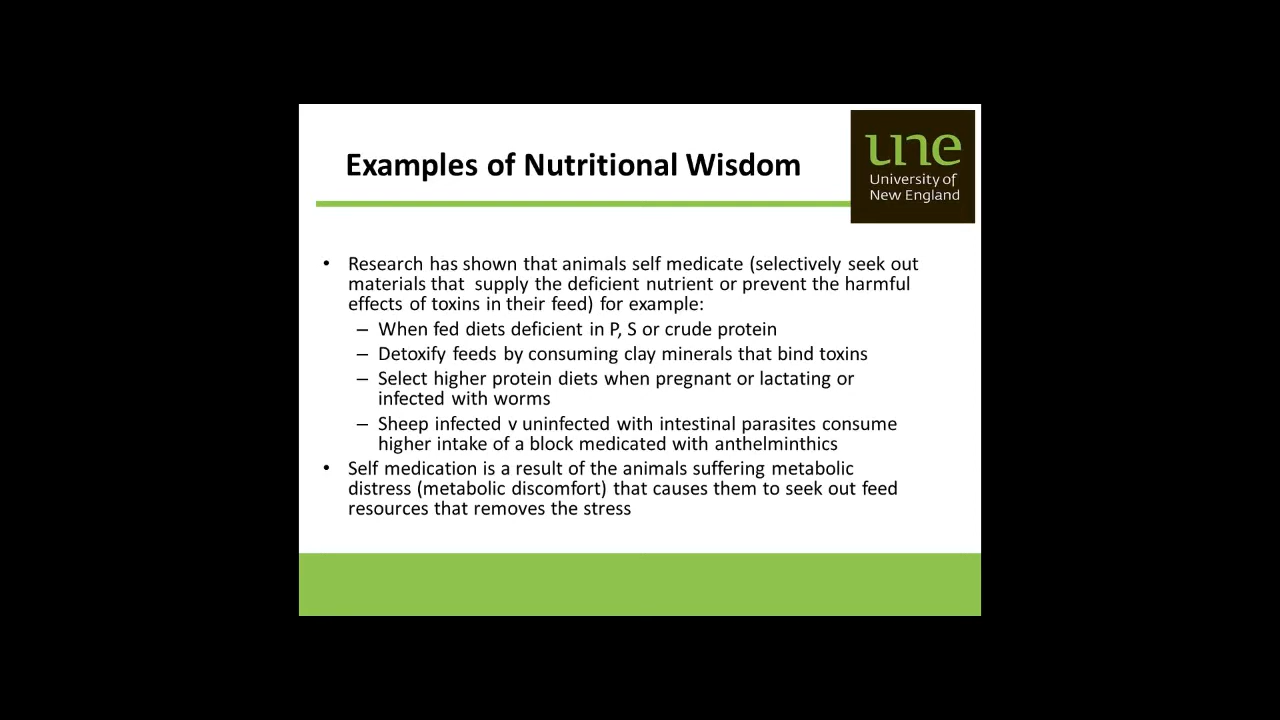 Examples of Nutritional Wisdom
une
University of
New England
• Research has shown that animals self medicate (selectively seek out
materials that  supply the deficient nutrient or prevent the harmful
effects of toxins in their feed) for example:
– When fed diets deficient in P, S or crude protein
– Detoxify feeds by consuming clay minerals that bind toxins
– Select higher protein diets when pregnant or lactating or
infected with worms
– Sheep infected v uninfected with intestinal parasites consume
higher intake of a block medicated with anthelminthics
• Self medication is a result of the animals suffering metabolic
distress (metabolic discomfort) that causes them to seek out feed
resources that removes the stress